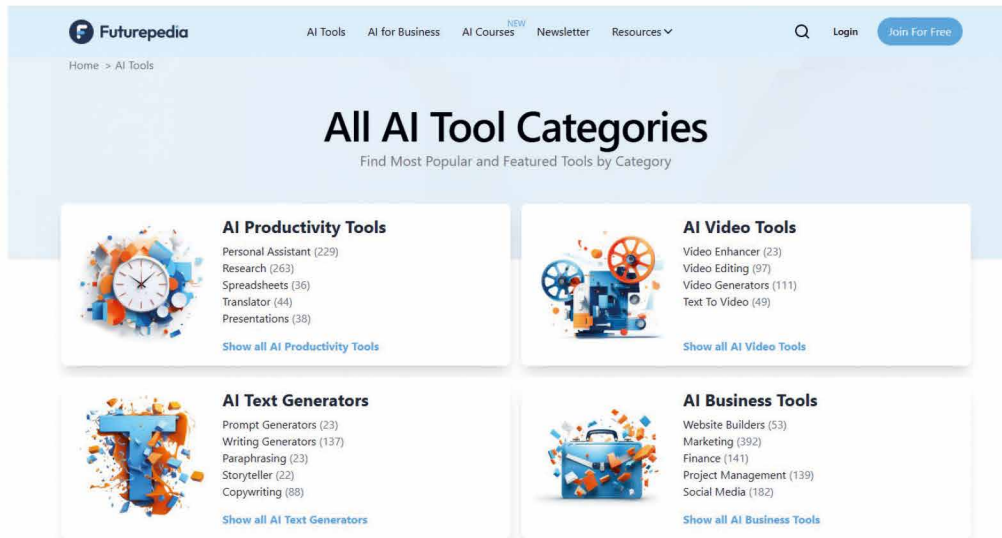 Futurepedia
AI Tools AI for Business AI Courses NEW Newsletter Resources Login Join For Free
Home > AI Tools
All AI Tool Categories
Find Most Popular and Featured Tools by Category
AI Productivity Tools
Personal Assistant (229)
Research (263)
Spreadsheets (36)
Translator (44)
Presentations (38)
Show all AI Productivity Tools
AI Video Tools
Video Enhancer (23)
Video Editing (97)
Video Generators (111)
Text To Video (49)
Show all AI Video Tools
AI Text Generators
Prompt Generators (23)
Writing Generators (137)
Paraphrasing (23)
Storyteller (22)
Copywriting (88)
Show all AI Text Generators
AI Business Tools
Website Builders (53)
Marketing (392)
Finance (141)
Project Management (139)
Social Media (182)
Show all AI Business Tools